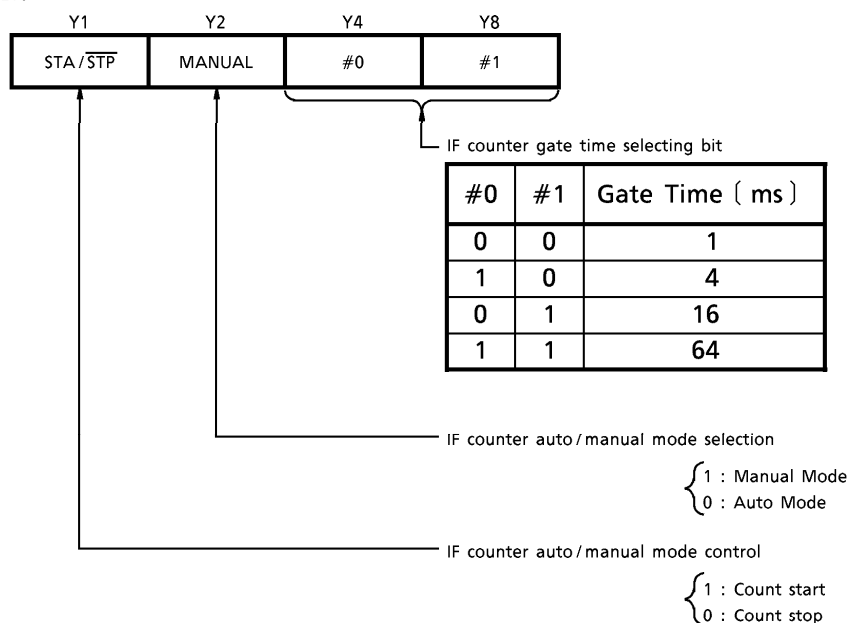 Y1 Y2 Y4 Y8
STA/STP MANUAL #0 #1
IF counter gate time selecting bit
#0 #1 Gate Time ( ms )
0 0 1
1 0 4
0 1 16
1 1 64
IF counter auto/manual mode selection
1 : Manual Mode
0 : Auto Mode
IF counter auto/manual mode control
1 : Count start
0 : Count stop